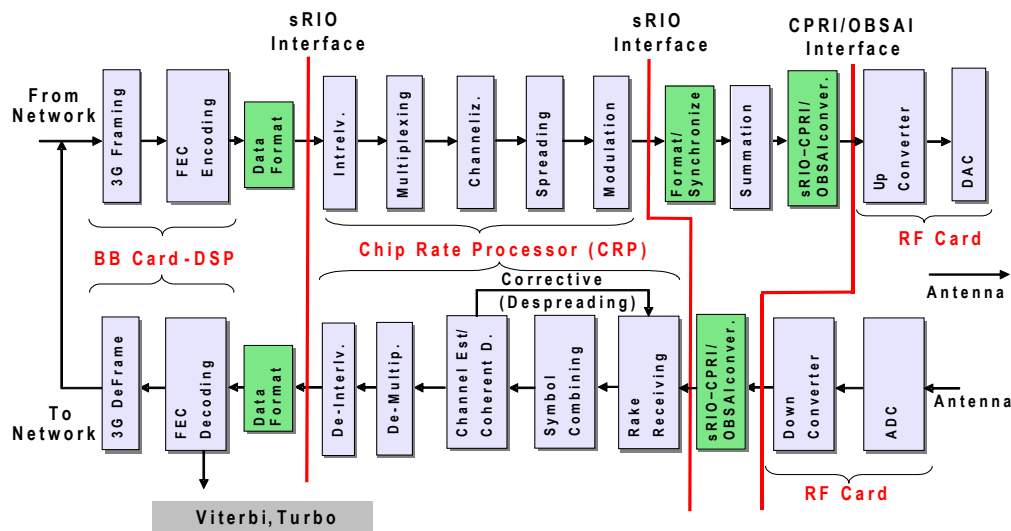 sRIO
Interface
sRIO
Interface
CPRI/OBSAI
Interface
From
Network
3G Framing
FEC
Encoding
Data
Format
Intrelv.
Multiplexing
Channeliz.
Spreading
Modulation
Format/
Synchronize
Summation
sRIO-CPRI/
OBSAIconver.
Up
Converter
DAC
BB Card-DSP
Chip Rate Processor (CRP)
RF Card
Corrective
(Despreading)
Antenna
To
Network
3G DeFrame
FEC
Decoding
Data
Format
De-Interlv.
De-Multip.
Channel Est/
Coherent D.
Symbol
Combining
Rake
Receiving
sRIO-CPRI/
OBSAIconver.
Down
Converter
ADC
Antenna
RF Card
Viterbi,Turbo